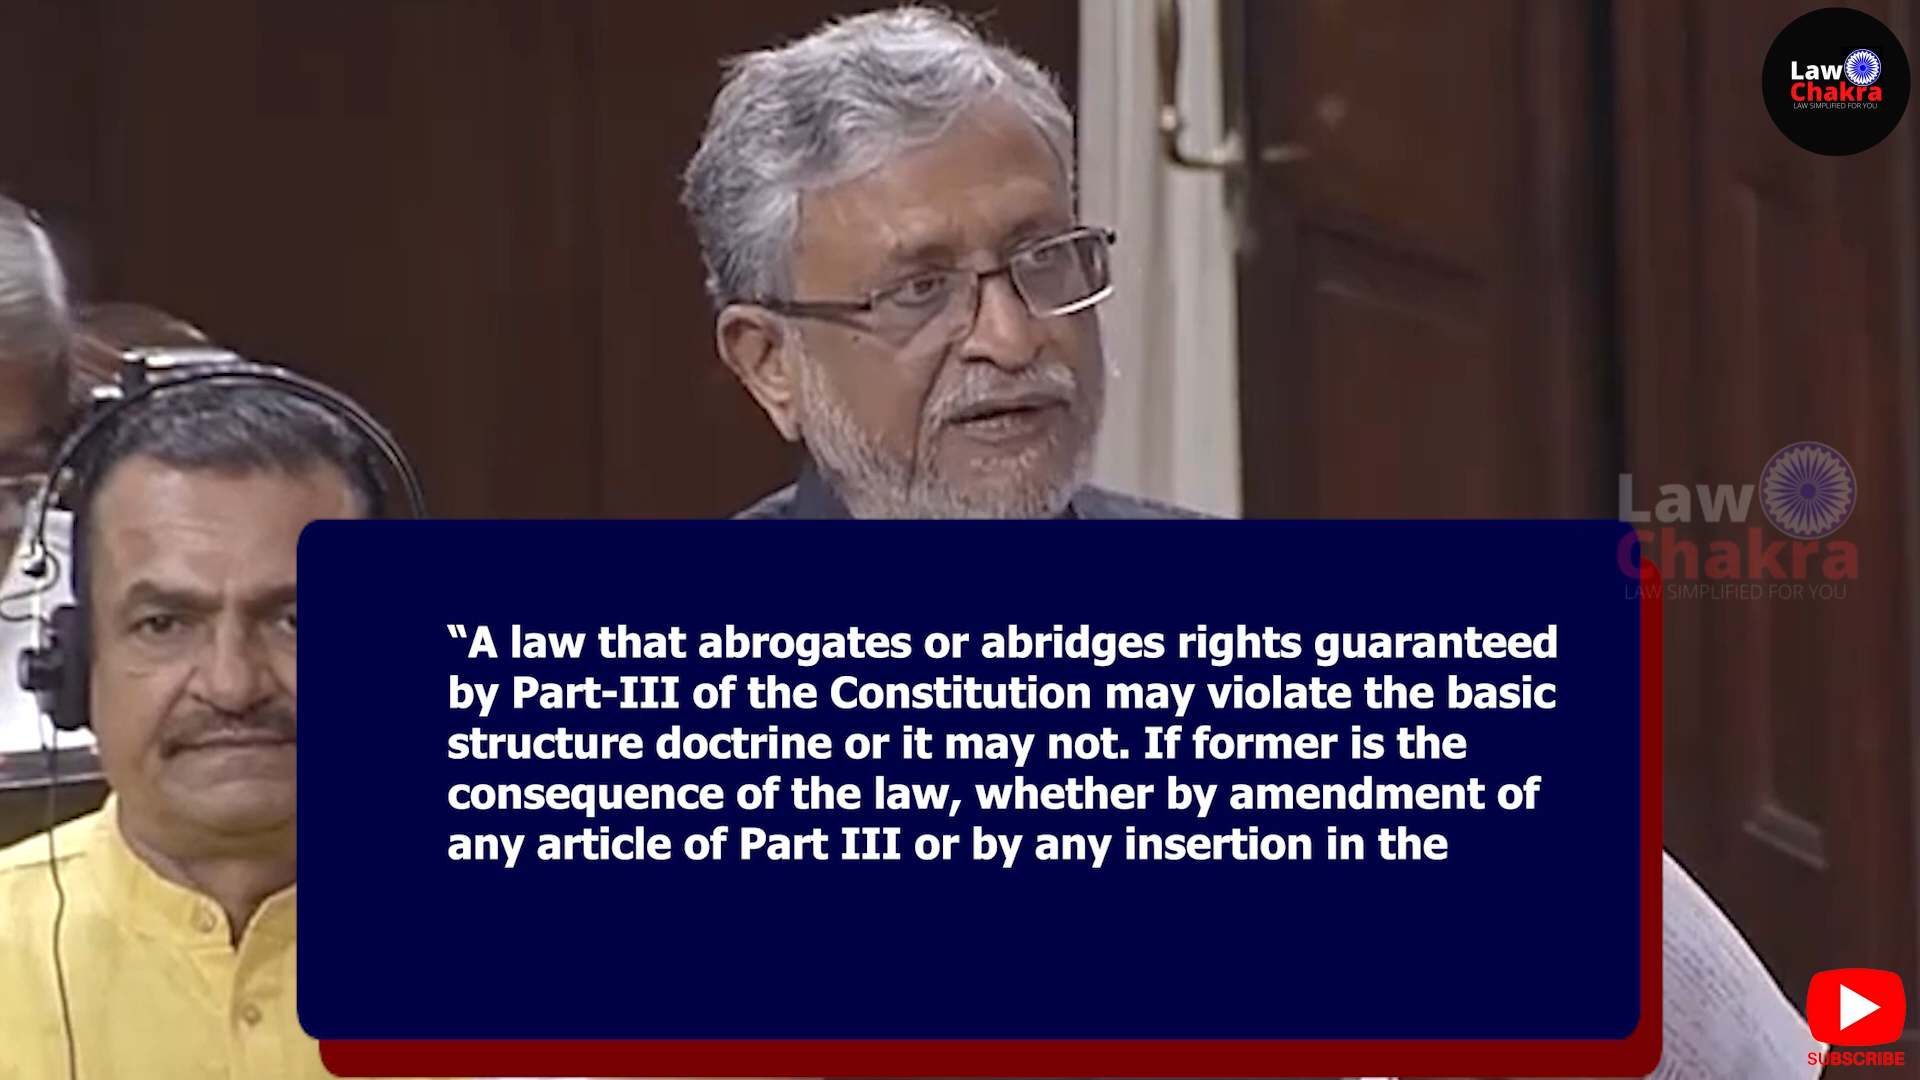 Law
Chakra
LAW SIMPLIFIED FOR YOU
“A law that abrogates or abridges rights guaranteed
by Part-III of the Constitution may violate the basic
structure doctrine or it may not. If former is the
consequence of the law, whether by amendment of
any article of Part III or by any insertion in the
Law
Chakra
LAW SIMPLIFIED FOR YOU
SUBSCRIBE